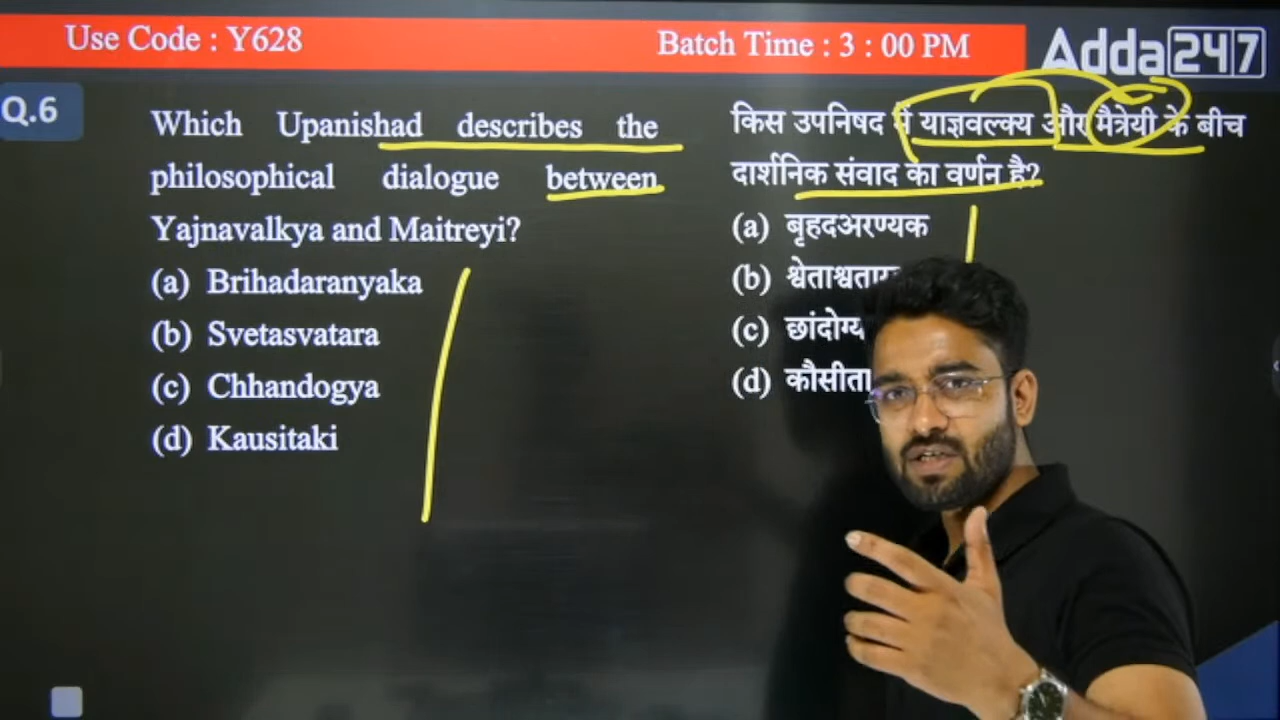 Use Code : Y628
Batch Time : 3 : 00 PM
Adda247
Q.6
Which Upanishad describes the
philosophical dialogue between
Yajnavalkya and Maitreyi?
(a) Brihadaranyaka
(b) Svetasvatara
(c) Chhandogya
(d) Kausitaki
किस उपनिषद में याज्ञवल्क्य और मैत्रेयी के बीच
दार्शनिक संवाद का वर्णन है?
(a) बृहदअरण्यक
(b)
(c) छांदोग्य
(d)